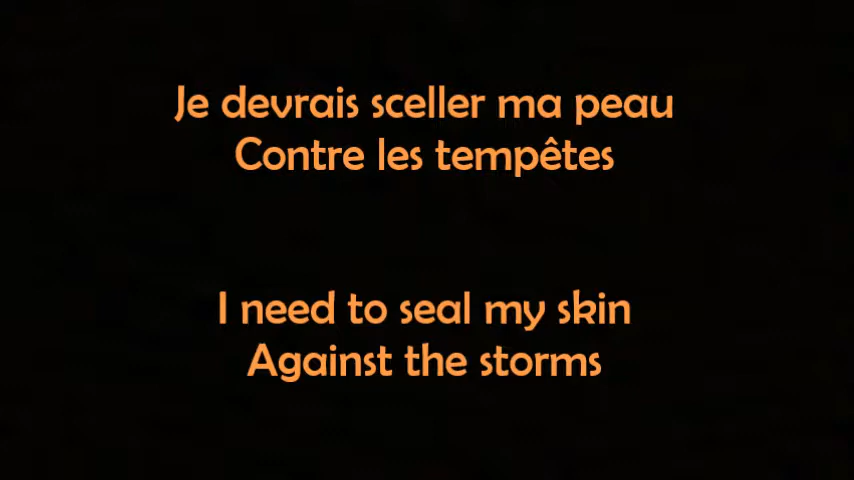 Je devrais sceller ma peau
Contre les tempêtes
I need to seal my skin
Against the storms